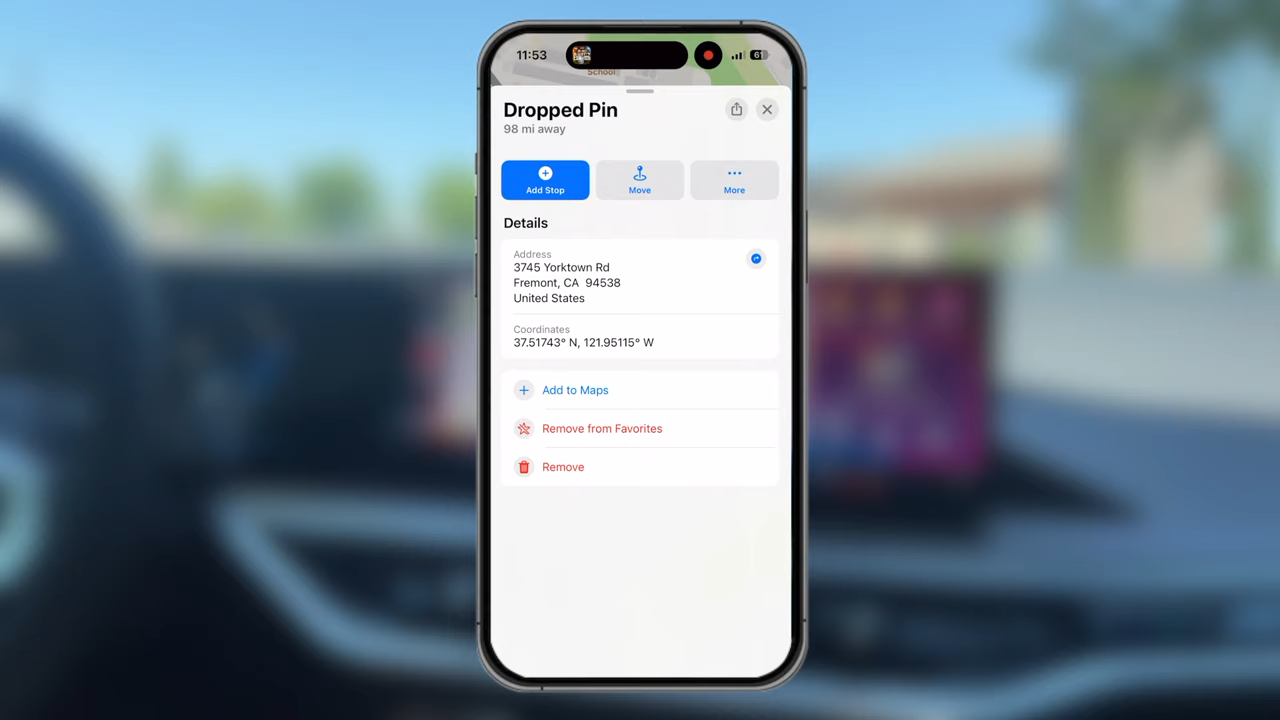 11:53
61
School
Dropped Pin
98 mi away
Add Stop
Move
More
Details
Address
3745 Yorktown Rd
Fremont, CA 94538
United States
Coordinates
37.51743° N, 121.95115° W
Add to Maps
Remove from Favorites
Remove